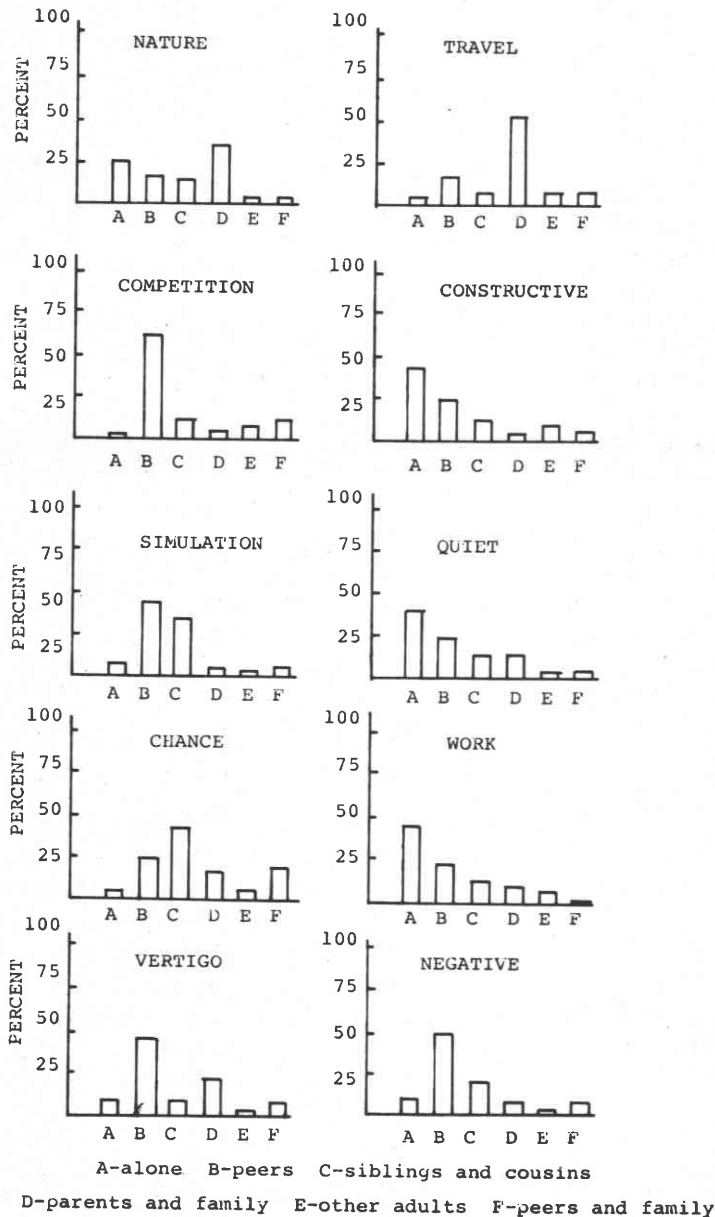 100
NATURE
75
PERCENT
50
25
A B C D E F
100
TRAVEL
75
50
25
A B C D E F
100
COMPETITION
75
PERCENT
50
25
A B C D E F
100
CONSTRUCTIVE
75
50
25
A B C D E F
100
SIMULATION
75
PERCENT
50
25
A B C D E F
100
QUIET
75
50
25
A B C D E F
100
CHANCE
75
PERCENT
50
25
A B C D E F
100
WORK
75
50
25
A B C D E F
100
VERTIGO
75
PERCENT
50
25
A B C D E F
100
NEGATIVE
75
50
25
A B C D E F
A-alone B-peers C-siblings and cousins
D-parents and family E-other adults F-peers and family